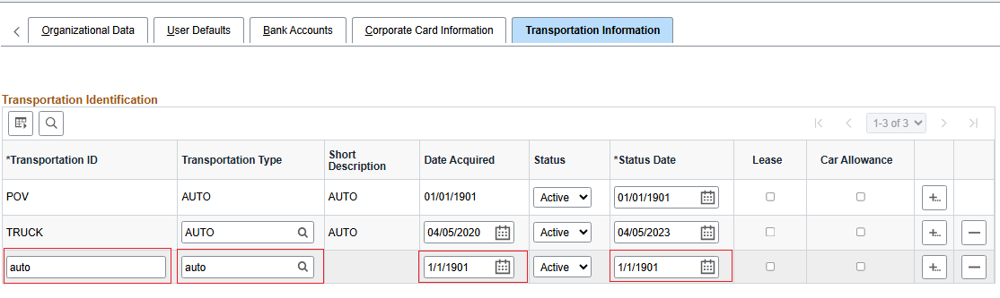 Organizational Data User Defaults Bank Accounts Corporate Card Information Transportation Information
Transportation Identification
1-3 of 3
*Transportation ID Transportation Type Short Description Date Acquired Status *Status Date Lease Car Allowance
POV AUTO AUTO 01/01/1901 Active 01/01/1901
TRUCK AUTO AUTO 04/05/2020 Active 04/05/2023
auto auto 1/1/1901 Active 1/1/1901